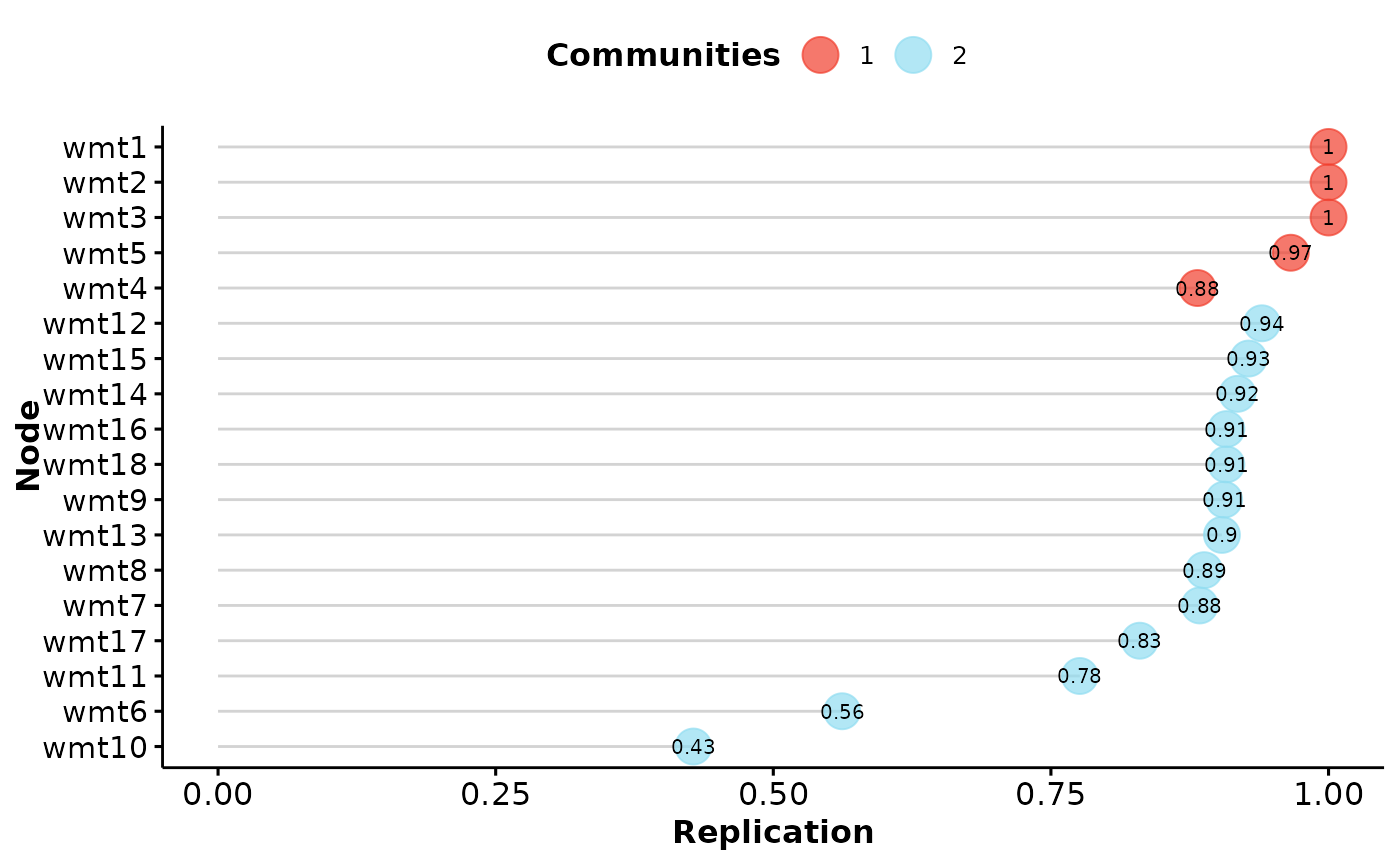 Communities 1 2
Node
wmt1 1
wmt2 1
wmt3 1
wmt5 0.97
wmt4 0.88
wmt12 0.94
wmt15 0.93
wmt14 0.92
wmt16 0.91
wmt18 0.91
wmt9 0.91
wmt13 0.9
wmt8 0.89
wmt7 0.88
wmt17 0.83
wmt11 0.78
wmt6 0.56
wmt10 0.43
0.00 0.25 0.50 0.75 1.00
Replication